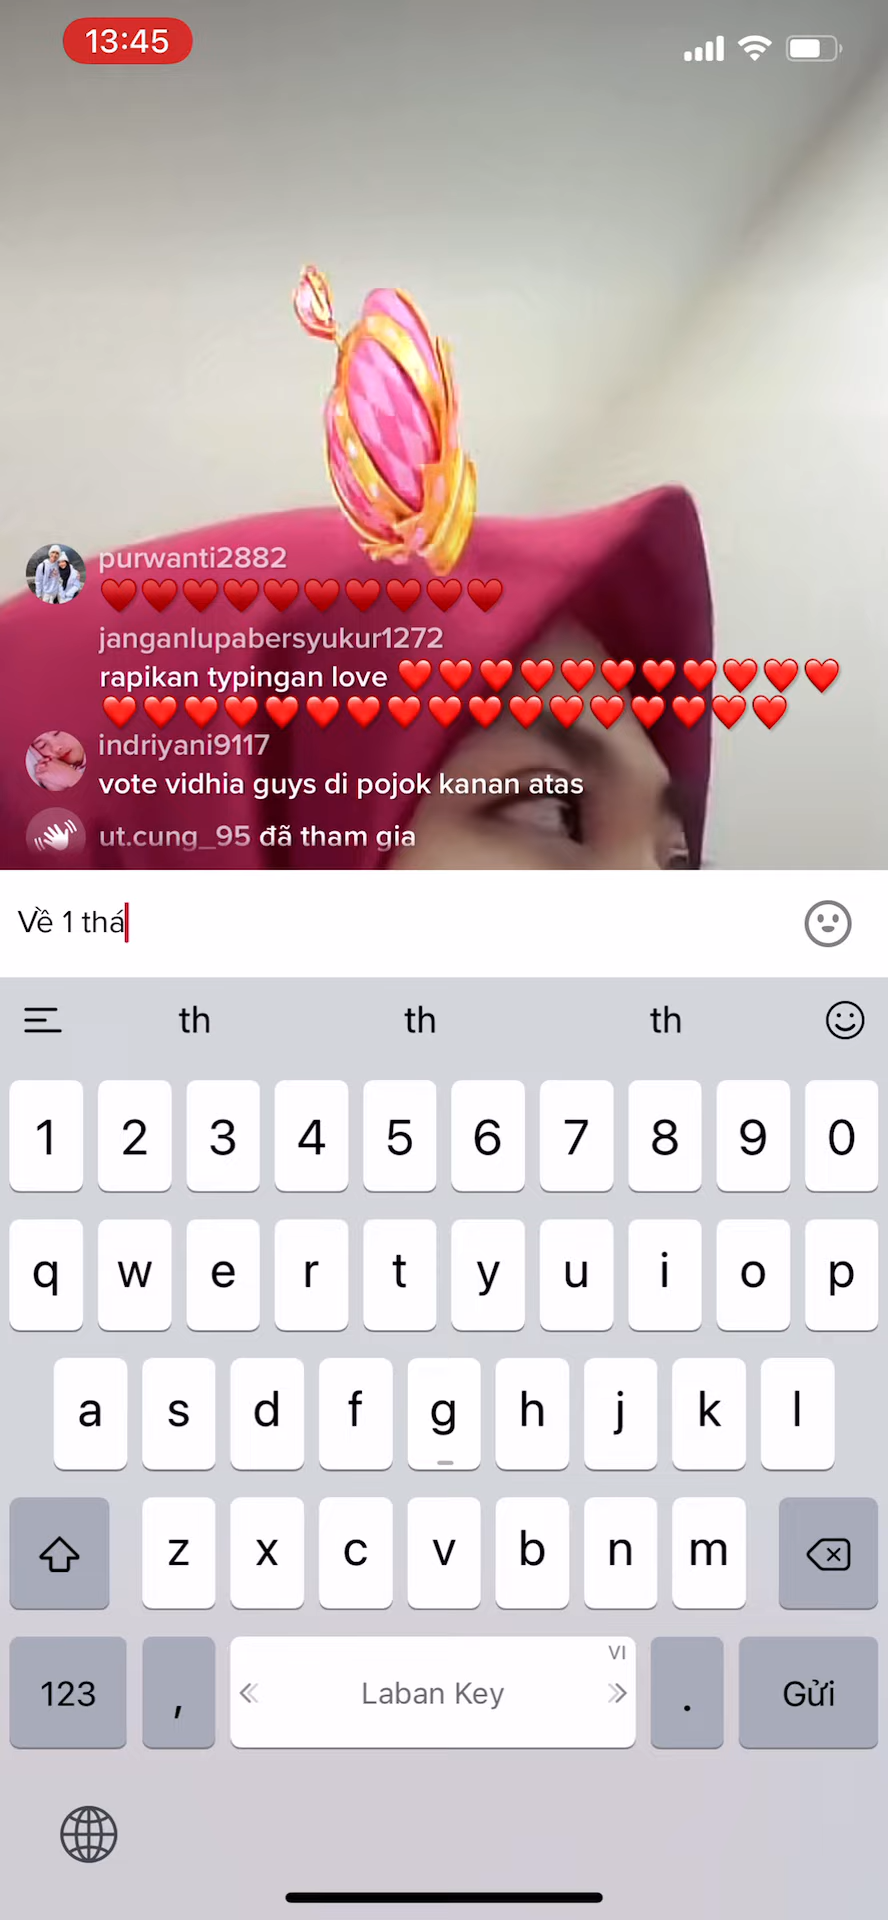 13:45
purwanti2882
❤️❤️❤️❤️❤️❤️❤️❤️❤️❤️
janganlupabersyukur1272
rapikan typingan love ❤️❤️❤️❤️❤️❤️❤️❤️❤️❤️❤️
❤️❤️❤️❤️❤️❤️❤️❤️❤️❤️❤️❤️❤️❤️❤️❤️❤️
indriyani9117
vote vidhia guys di pojok kanan atas
ut.cung_95 đã tham gia
Về 1 thá
th th th
1 2 3 4 5 6 7 8 9 0
q w e r t y u i o p
a s d f g h j k l
z x c v b n m
VI
123 , « Laban Key » . Gửi